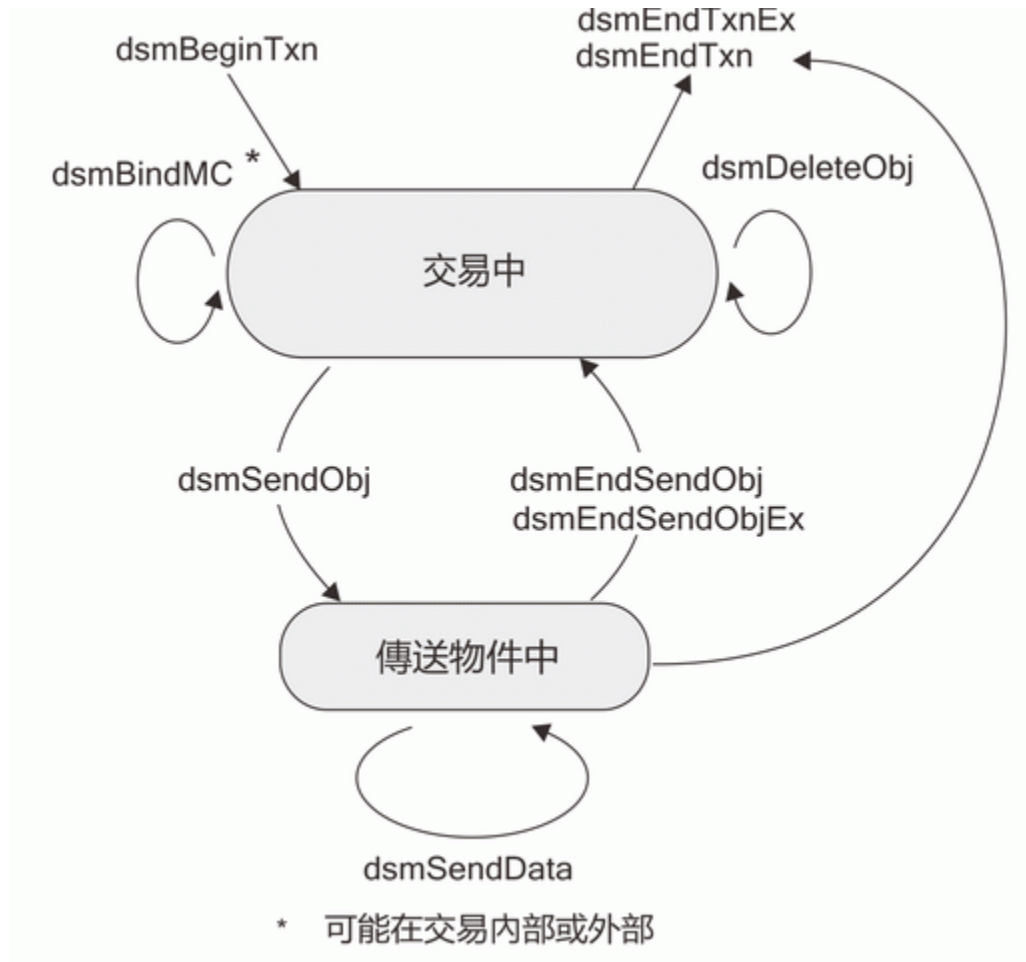 dsmBeginTxn
dsmEndTxnEx
dsmEndTxn
dsmBindMC *
dsmDeleteObj
交易中
dsmSendObj
dsmEndSendObj
dsmEndSendObjEx
傳送物件中
dsmSendData
* 可能在交易內部或外部